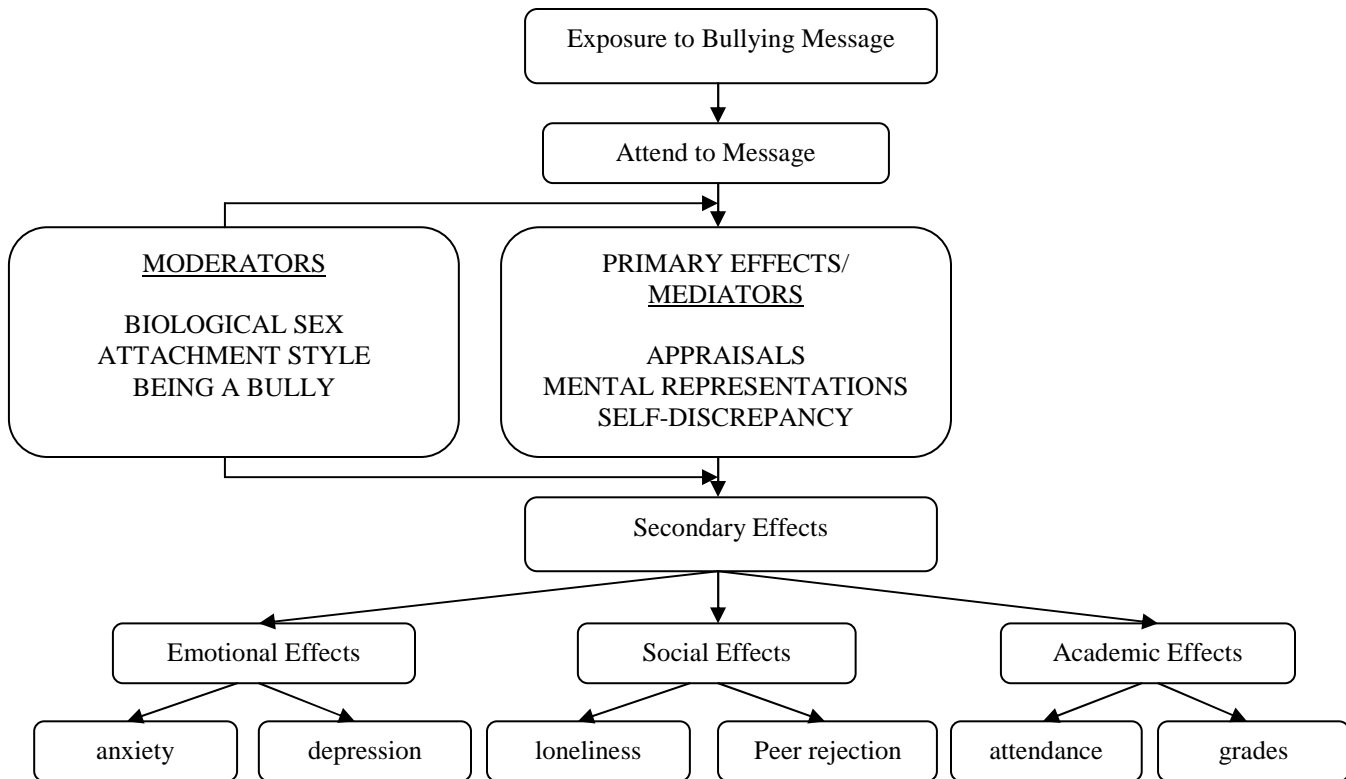 Exposure to Bullying Message
Attend to Message
MODERATORS
BIOLOGICAL SEX
ATTACHMENT STYLE
BEING A BULLY
PRIMARY EFFECTS/
MEDIATORS
APPRAISALS
MENTAL REPRESENTATIONS
SELF-DISCREPANCY
Secondary Effects
Emotional Effects
Social Effects
Academic Effects
anxiety
depression
loneliness
Peer rejection
attendance
grades